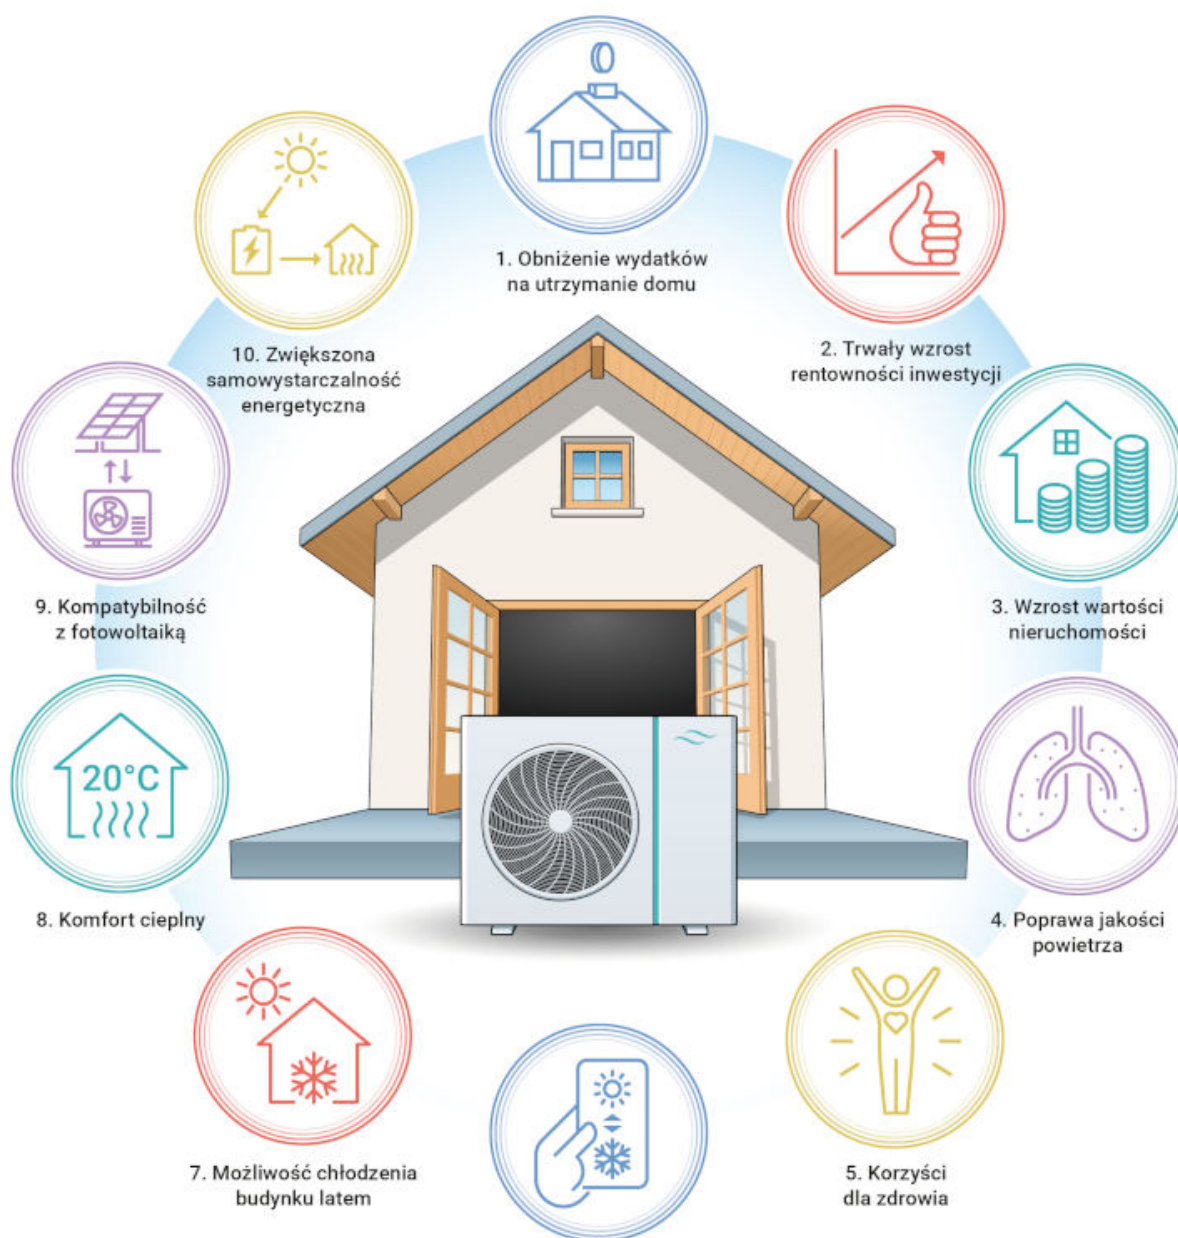 1. Obniżenie wydatków
na utrzymanie domu
2. Trwały wzrost
rentowności inwestycji
3. Wzrost wartości
nieruchomości
4. Poprawa jakości
powietrza
5. Korzyści
dla zdrowia
7. Możliwość chłodzenia
budynku latem
20°C
8. Komfort cieplny
9. Kompatybilność
z fotowoltaiką
10. Zwiększona
samowystarczalność
energetyczna